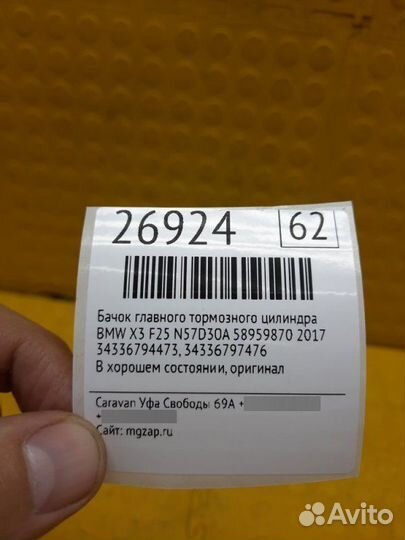 26924 62
Бачок главного тормозного цилиндра
BMW X3 F25 N57D30A 58959870 2017
34336794473, 34336797476
В хорошем состоянии, оригинал
Caravan Уфа Свободы 69А +
+
Сайт: mgzap.ru
Avito